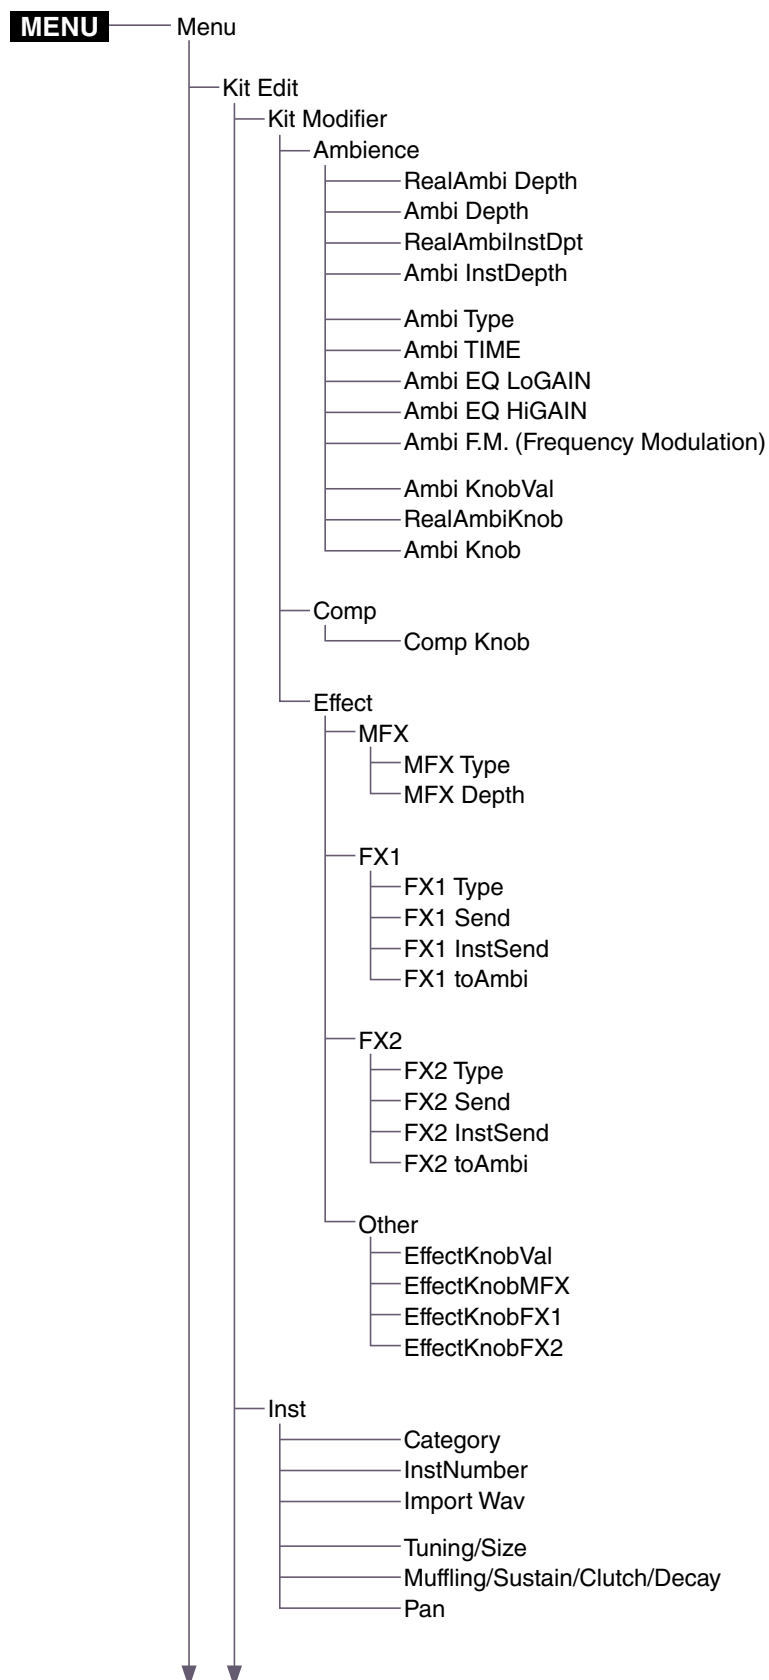 MENU Menu
Kit Edit
Kit Modifier
Ambience
RealAmbi Depth
Ambi Depth
RealAmbiInstDpt
Ambi InstDepth
Ambi Type
Ambi TIME
Ambi EQ LoGAIN
Ambi EQ HiGAIN
Ambi F.M. (Frequency Modulation)
Ambi KnobVal
RealAmbiKnob
Ambi Knob
Comp
Comp Knob
Effect
MFX
MFX Type
MFX Depth
FX1
FX1 Type
FX1 Send
FX1 InstSend
FX1 toAmbi
FX2
FX2 Type
FX2 Send
FX2 InstSend
FX2 toAmbi
Other
EffectKnobVal
EffectKnobMFX
EffectKnobFX1
EffectKnobFX2
Inst
Category
InstNumber
Import Wav
Tuning/Size
Muffling/Sustain/Clutch/Decay
Pan